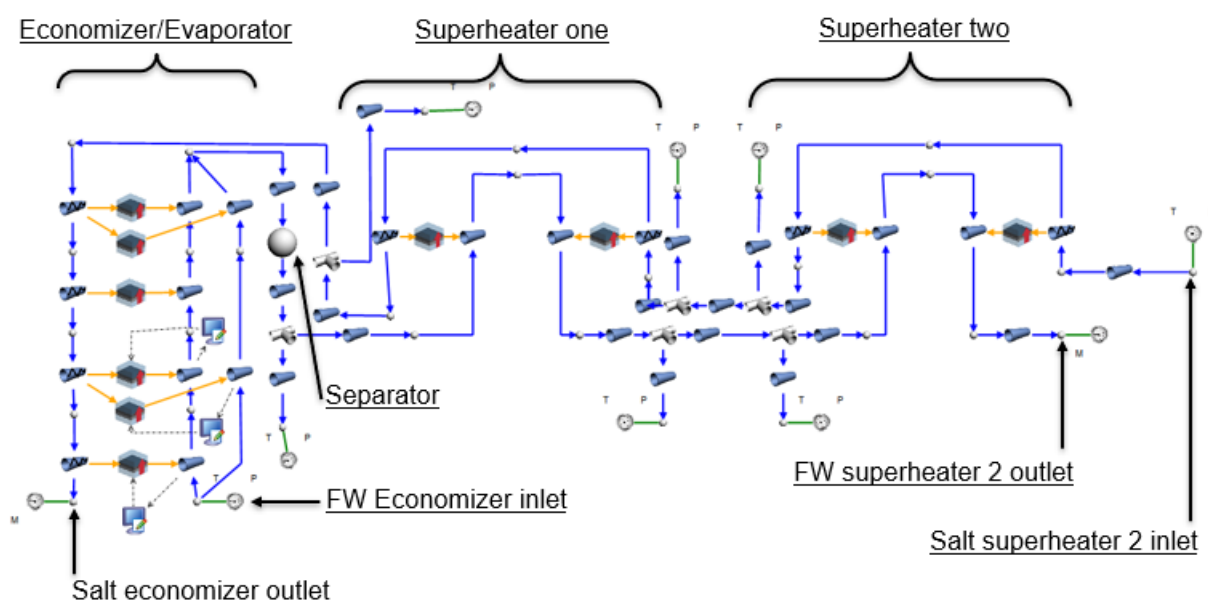 Economizer/Evaporator
Superheater one
Superheater two
T P
T P
T P
T
Separator
T P
T P
T P
M
FW superheater 2 outlet
T P
FW Economizer inlet
M
Salt superheater 2 inlet
Salt economizer outlet